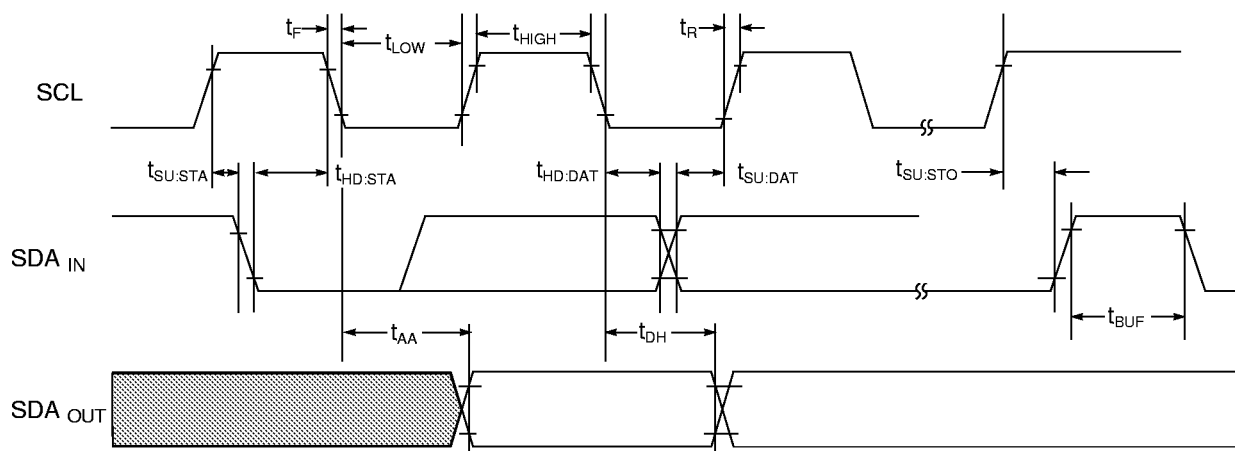 tF
tLOW
tHIGH
tR
SCL
tSU:STA
tHD:STA
tHD:DAT
tSU:DAT
tSU:STO
SDA IN
tAA
tDH
tBUF
SDA OUT